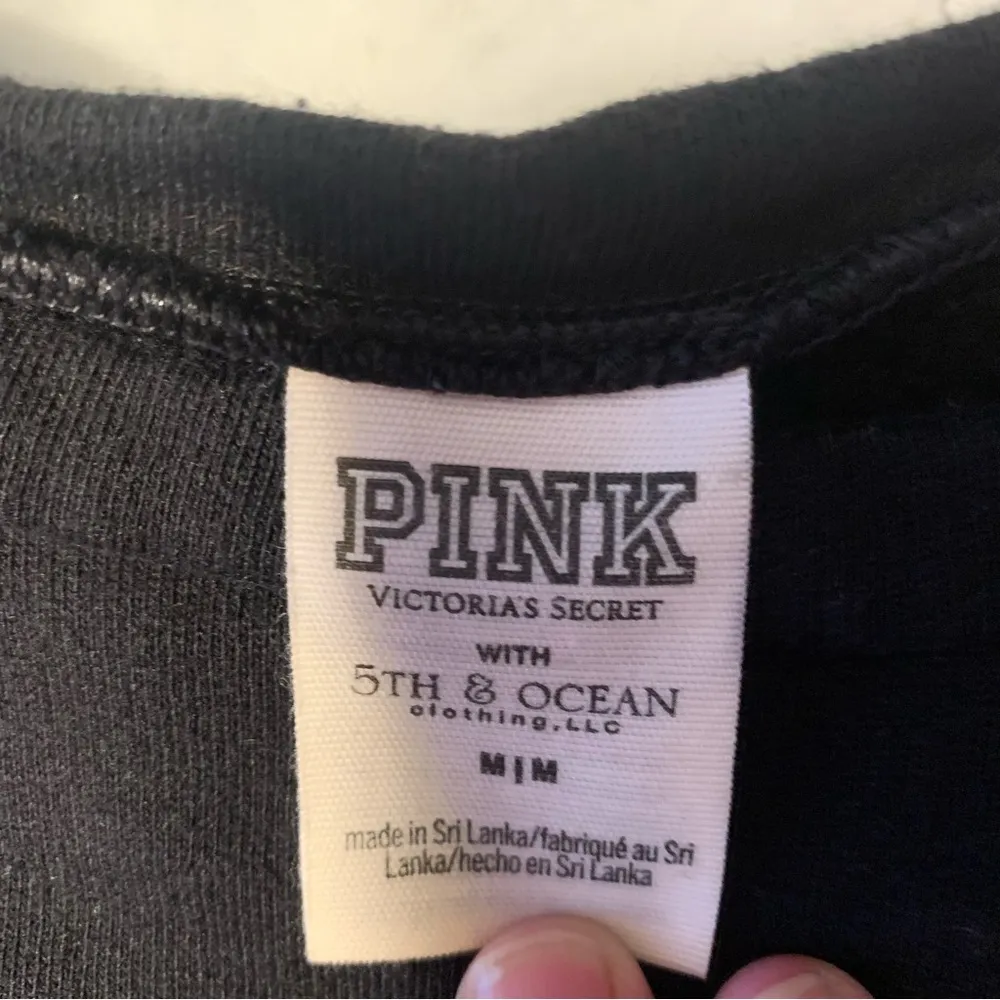 PINK
VICTORIA'S SECRET
WITH
5TH & OCEAN
clothing, LLC
M | M
made in Sri Lanka/fabriqué au Sri
Lanka/hecho en Sri Lanka